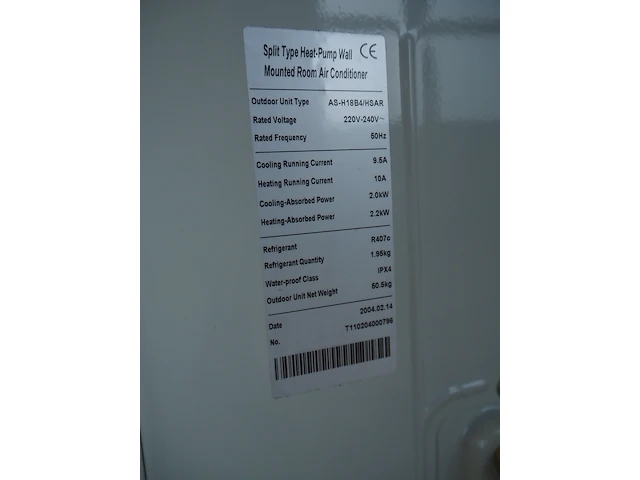 Split Type Heat-Pump Wall CE
Mounted Room Air Conditioner
Outdoor Unit Type AS-H18B4/HSAR
Rated Voltage 220V-240V~
Rated Frequency 50Hz
Cooling Running Current 9.5A
Heating Running Current 10A
Cooling-Absorbed Power 2.0kW
Heating-Absorbed Power 2.2kW
Refrigerant R407c
Refrigerant Quantity 1.95kg
Water-proof Class IPX4
Outdoor Unit Net Weight 50.5kg
Date 2004.02.14
No. T110204000796